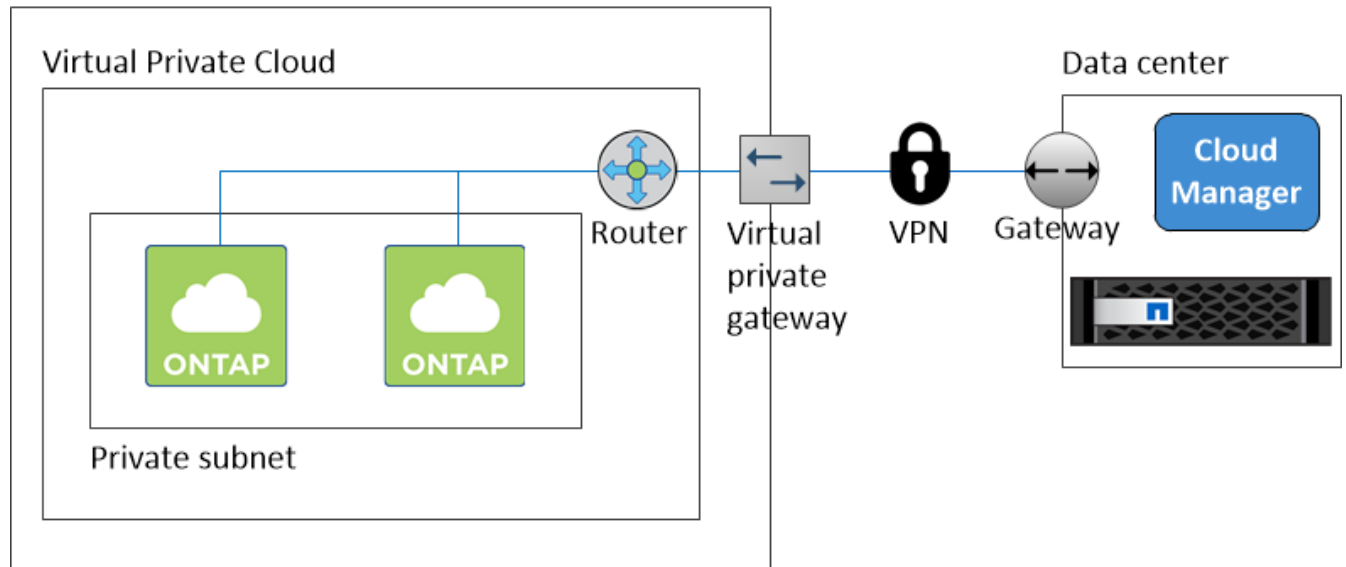 Virtual Private Cloud
Data center
Cloud
Manager
Router
Virtual
private
gateway
VPN
Gateway
ONTAP
ONTAP
Private subnet